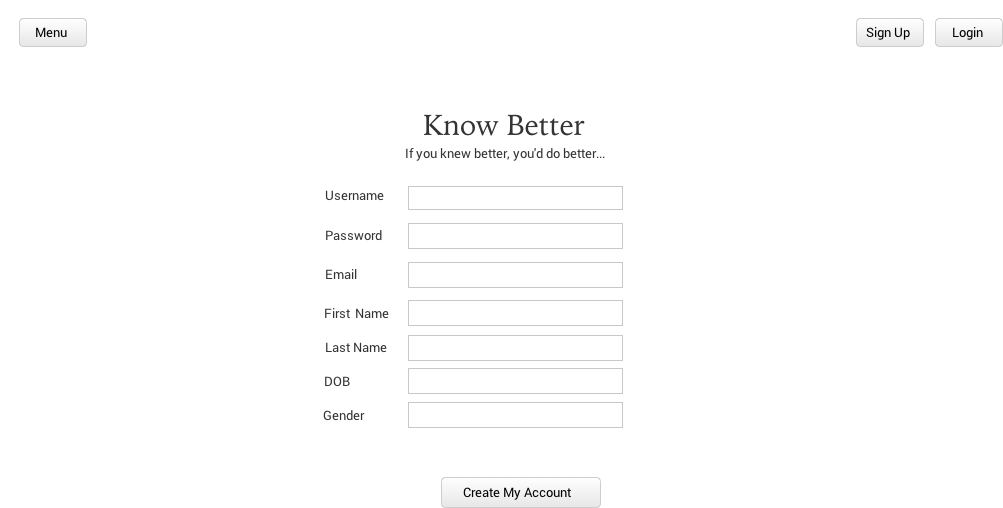 Menu
Sign Up
Login
Know Better
If you knew better, you'd do better...
Username
Password
Email
First Name
Last Name
DOB
Gender
Create My Account